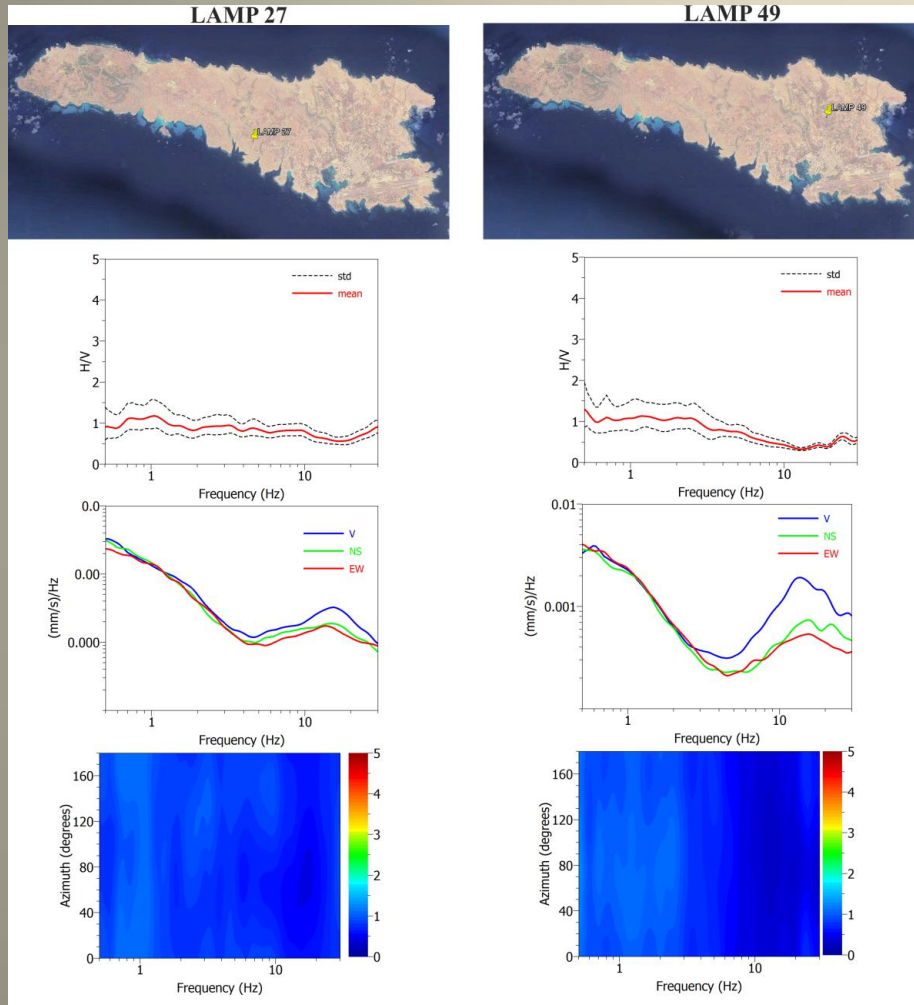 LAMP 27
LAMP 49
LAMP 27
LAMP 49
5
4
3
2
1
0
H/V
std
mean
1
10
Frequency (Hz)
5
4
3
2
1
0
H/V
std
mean
1
10
Frequency (Hz)
0.0
0.00
0.000
(mm/s)/Hz
V
NS
EW
1
10
Frequency (Hz)
0.01
0.001
(mm/s)/Hz
V
NS
EW
1
10
Frequency (Hz)
160
120
80
40
0
Azimuth (degrees)
1
10
Frequency (Hz)
5
4
3
2
1
0
160
120
80
40
0
Azimuth (degrees)
1
10
Frequency (Hz)
5
4
3
2
1
0